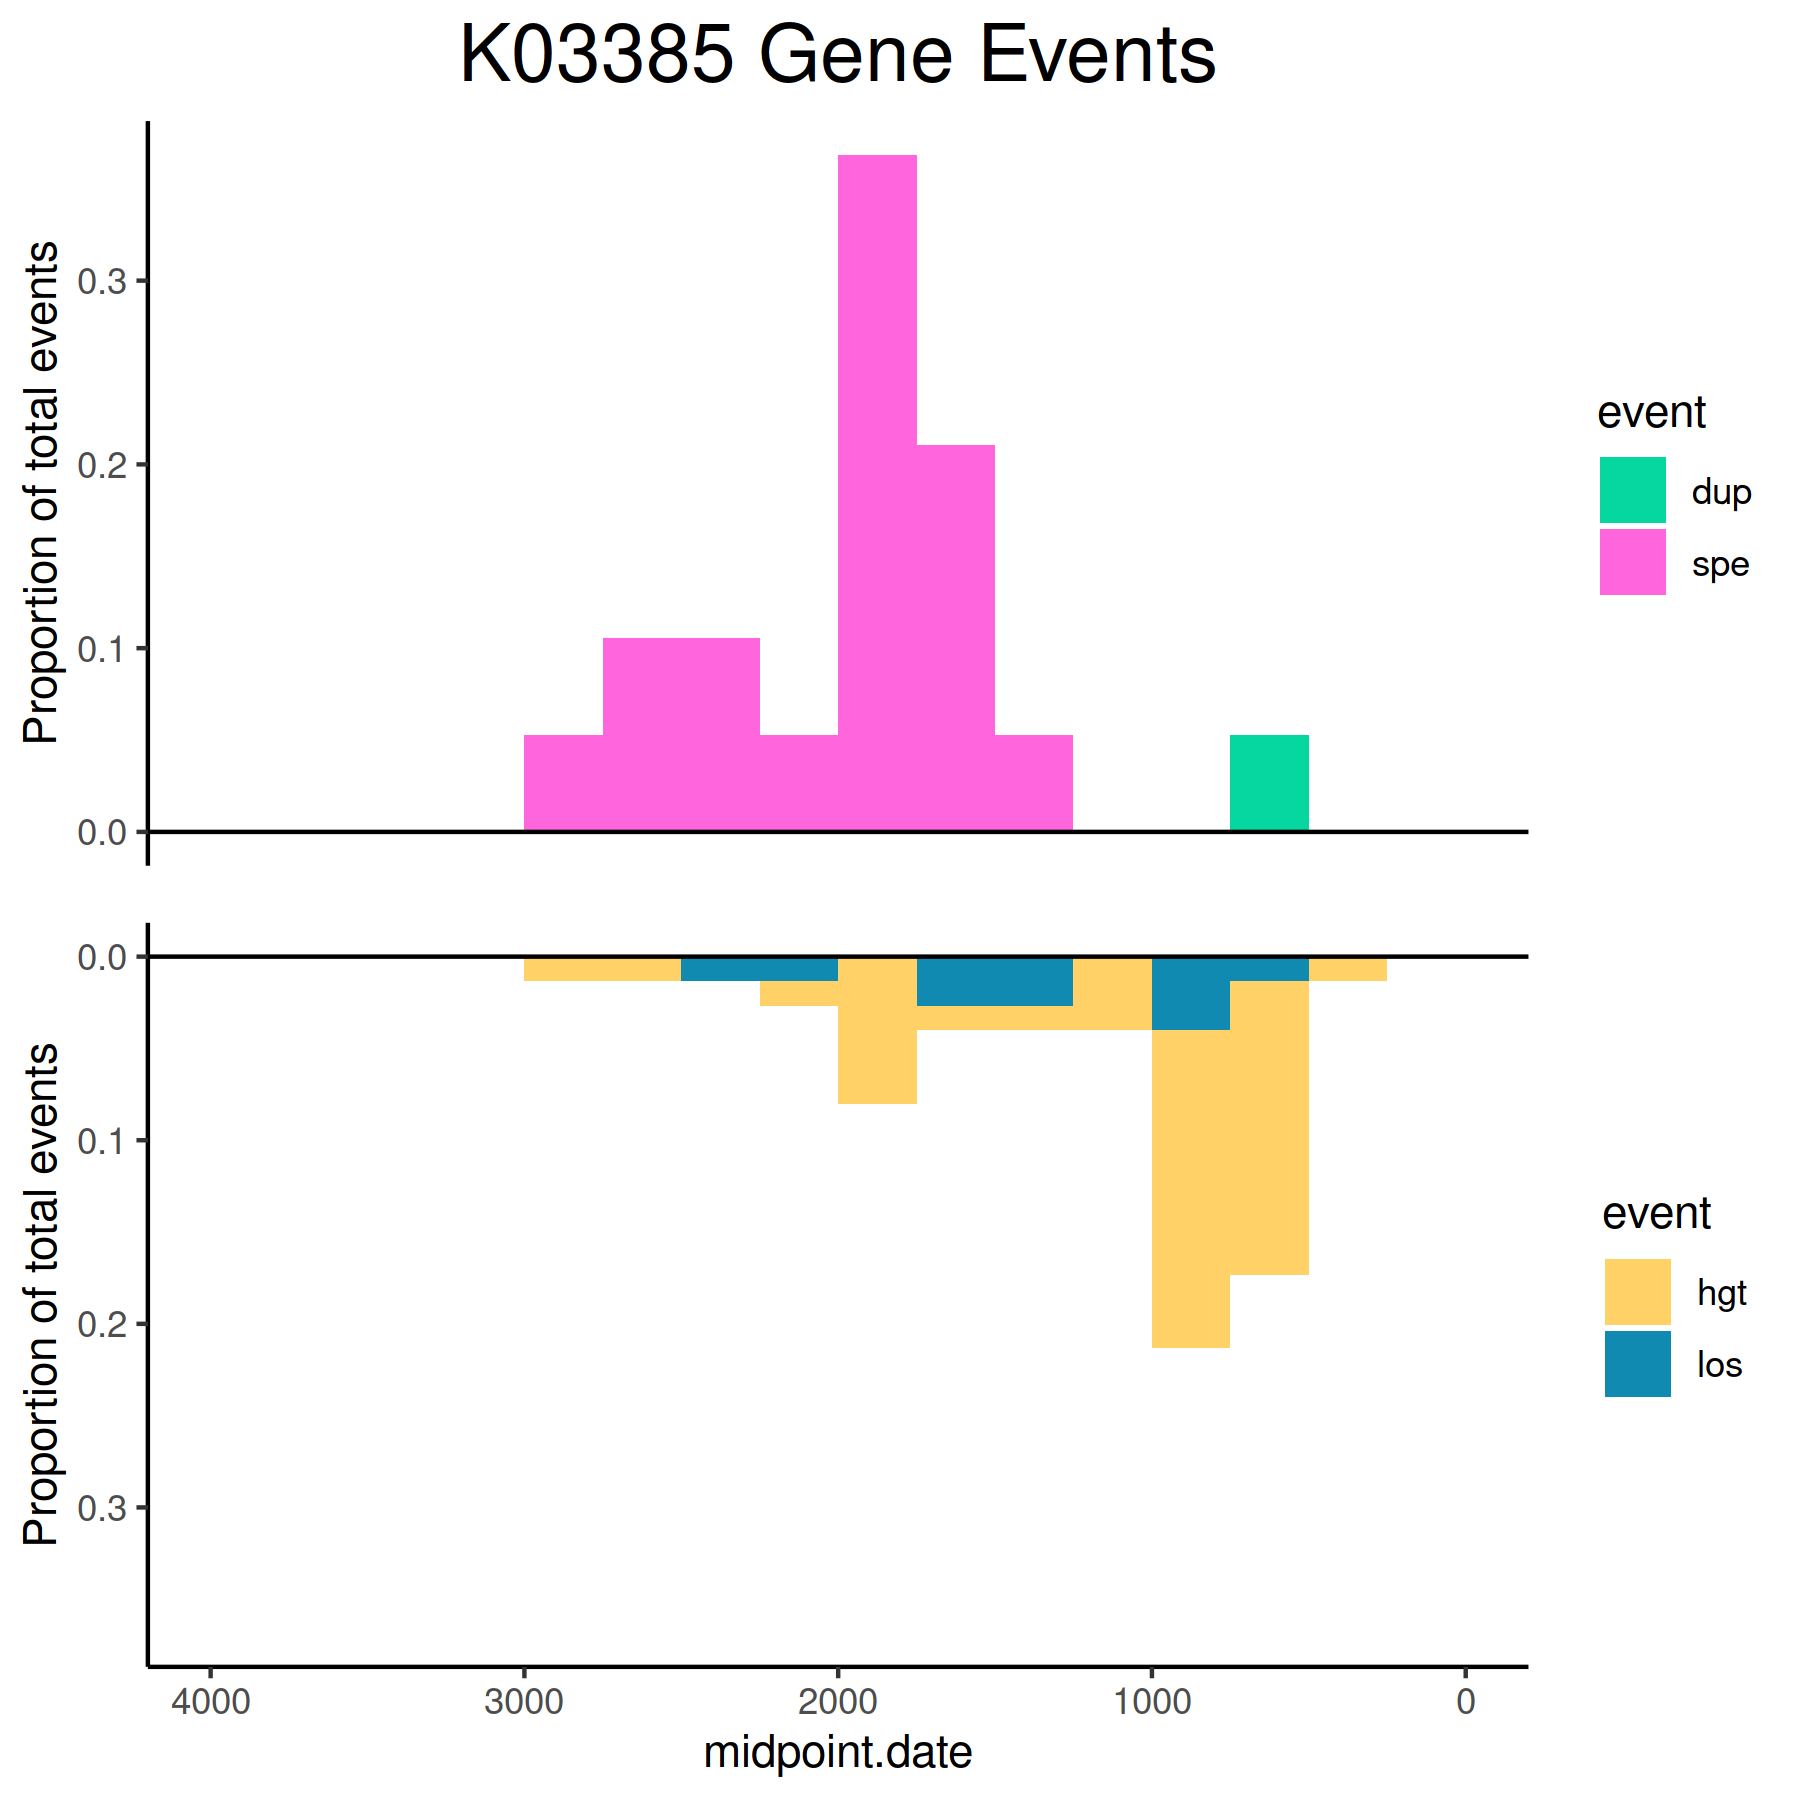 K03385 Gene Events
Proportion of total events
0.3
0.2
0.1
0.0
event
dup
spe
Proportion of total events
0.0
0.1
0.2
0.3
event
hgt
los
4000 3000 2000 1000 0
midpoint.date